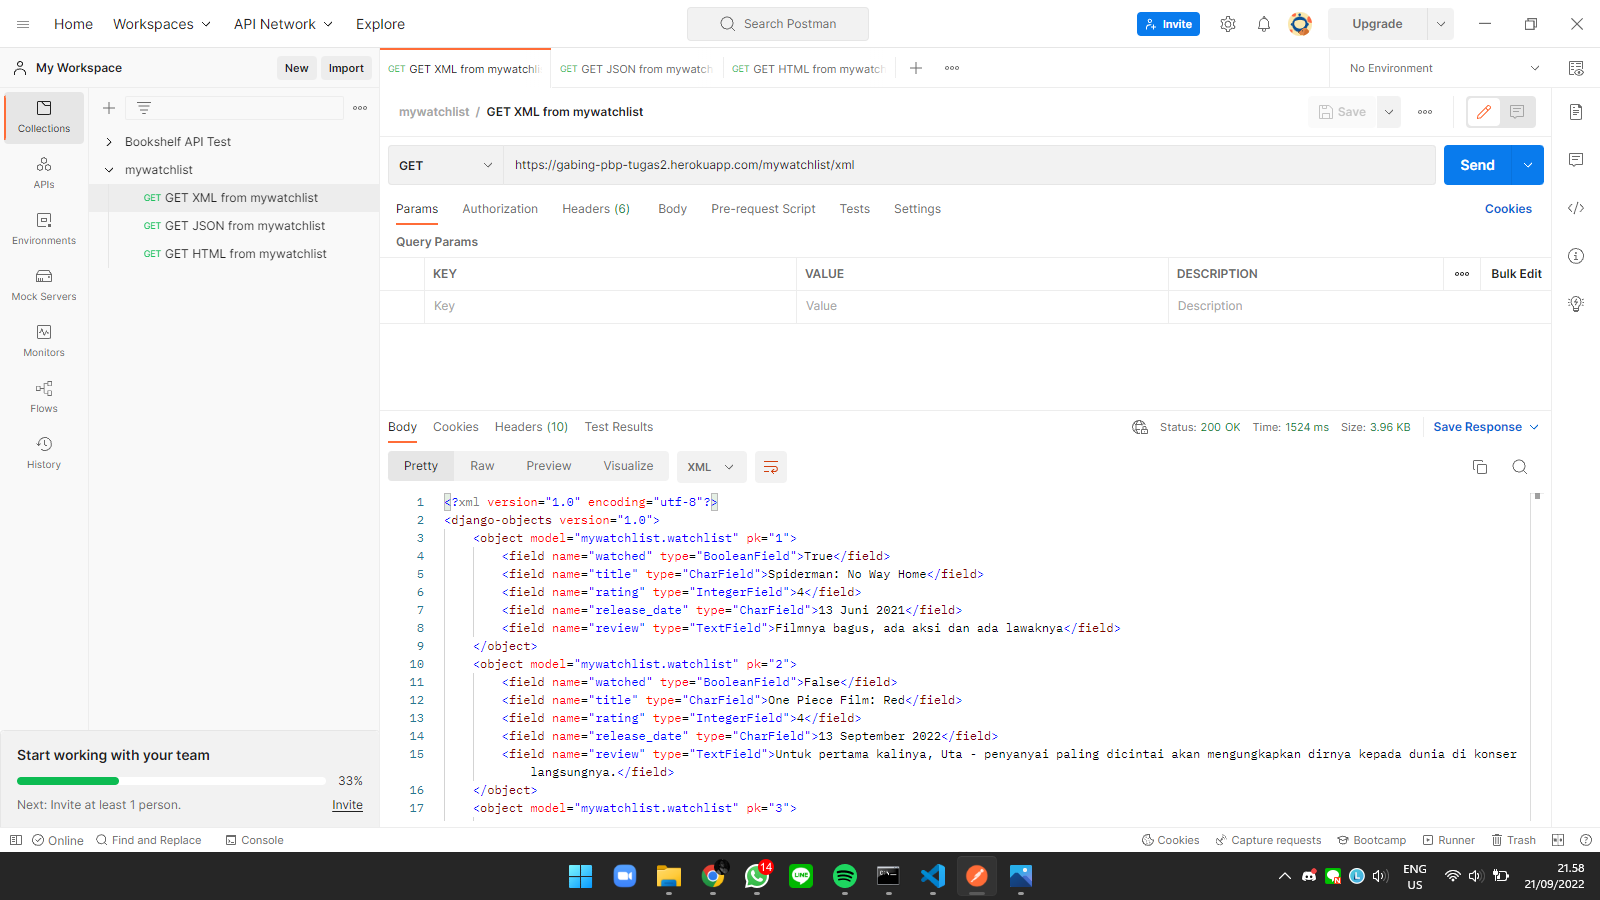 Home Workspaces API Network Explore Search Postman Invite Upgrade
My Workspace New Import GET GET XML from mywatchli GET GET JSON from mywatch GET GET HTML from mywatch No Environment
mywatchlist / GET XML from mywatchlist Save
Collections
APIs
Environments
Mock Servers
Monitors
Flows
History
Bookshelf API Test
mywatchlist
GET GET XML from mywatchlist
GET GET JSON from mywatchlist
GET GET HTML from mywatchlist
GET https://gabing-pbp-tugas2.herokuapp.com/mywatchlist/xml Send
Params Authorization Headers (6) Body Pre-request Script Tests Settings Cookies
Query Params
KEY VALUE DESCRIPTION Bulk Edit
Key Value Description
Body Cookies Headers (10) Test Results Status: 200 OK Time: 1524 ms Size: 3.96 KB Save Response
Pretty Raw Preview Visualize XML
1 <?xml version="1.0" encoding="utf-8"?>
2 <django-objects version="1.0">
3 <object model="mywatchlist.watchlist" pk="1">
4 <field name="watched" type="BooleanField">True</field>
5 <field name="title" type="CharField">Spiderman: No Way Home</field>
6 <field name="rating" type="IntegerField">4</field>
7 <field name="release_date" type="CharField">13 Juni 2021</field>
8 <field name="review" type="TextField">Filmnya bagus, ada aksi dan ada lawaknya</field>
9 </object>
10 <object model="mywatchlist.watchlist" pk="2">
11 <field name="watched" type="BooleanField">False</field>
12 <field name="title" type="CharField">One Piece Film: Red</field>
13 <field name="rating" type="IntegerField">4</field>
14 <field name="release_date" type="CharField">13 September 2022</field>
15 <field name="review" type="TextField">Untuk pertama kalinya, Uta - penyanyai paling dicintai akan mengungkapkan dirnya kepada dunia di konser
langsungnya.</field>
16 </object>
17 <object model="mywatchlist.watchlist" pk="3">
Start working with your team
33%
Next: Invite at least 1 person. Invite
Online Find and Replace Console Cookies Capture requests Bootcamp Runner Trash
14
LINE
N
L
ENG
US
21.58
21/09/2022